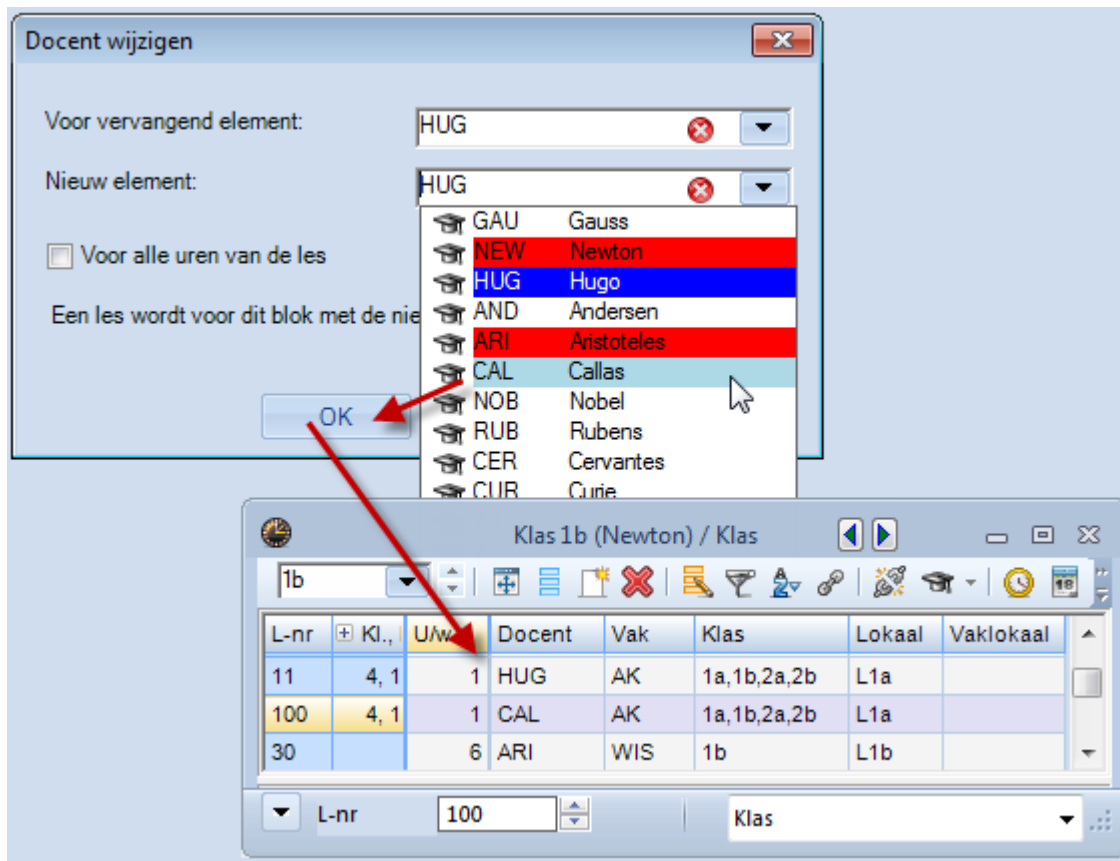 Docent wijzigen
Voor vervangend element: HUG
Nieuw element: HUG
GAU Gauss
Voor alle uren van de les
NEW Newton
HUG Hugo
Een les wordt voor dit blok met de nie
AND Andersen
ARI Aristoteles
CAL Callas
OK
NOB Nobel
RUB Rubens
CER Cervantes
CUR Curie
Klas 1b (Newton) / Klas
1b
L-nr Kl., U/w Docent Vak Klas Lokaal Vaklokaal
11 4, 1 1 HUG AK 1a,1b,2a,2b L1a
100 4, 1 1 CAL AK 1a,1b,2a,2b L1a
30 6 ARI WIS 1b L1b
L-nr 100 Klas